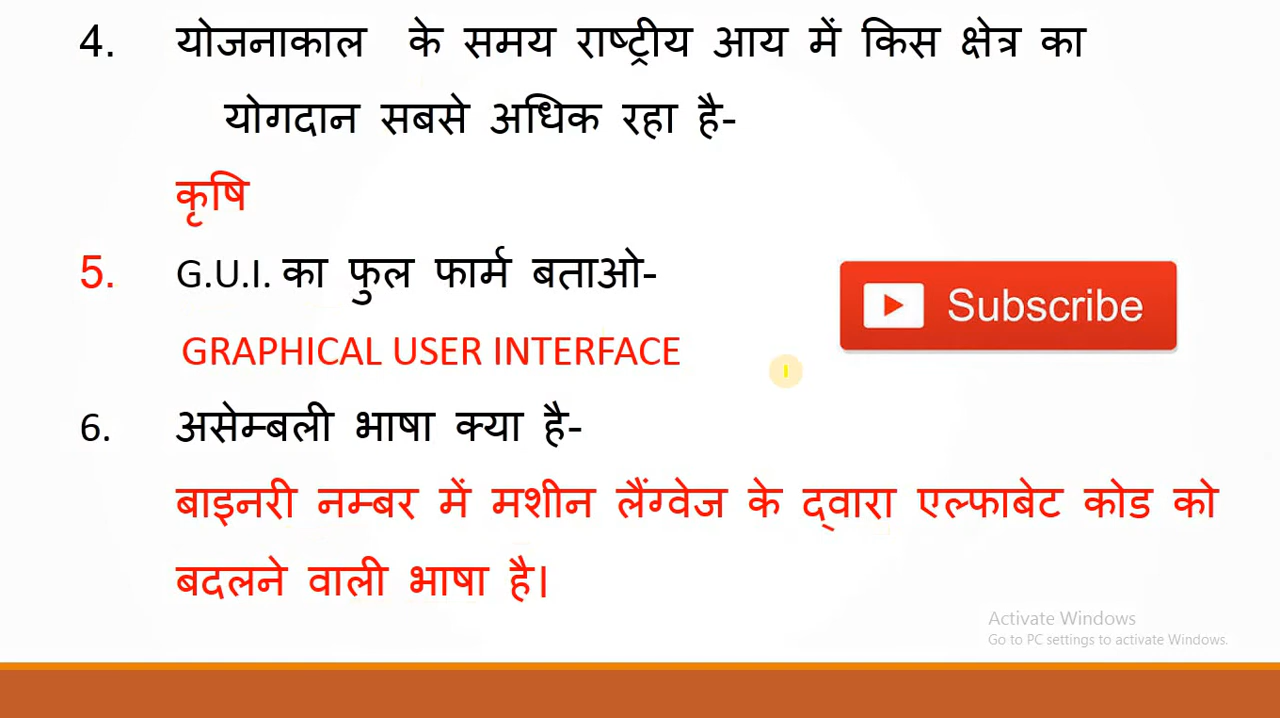 4. योजनाकाल के समय राष्ट्रीय आय में किस क्षेत्र का
योगदान सबसे अधिक रहा है-
कृषि
5. G.U.I. का फुल फार्म बताओ-
GRAPHICAL USER INTERFACE
Subscribe
6. असेम्बली भाषा क्या है-
बाइनरी नम्बर में मशीन लैंग्वेज के द्वारा एल्फाबेट कोड को
बदलने वाली भाषा है।
Activate Windows
Go to PC settings to activate Windows.